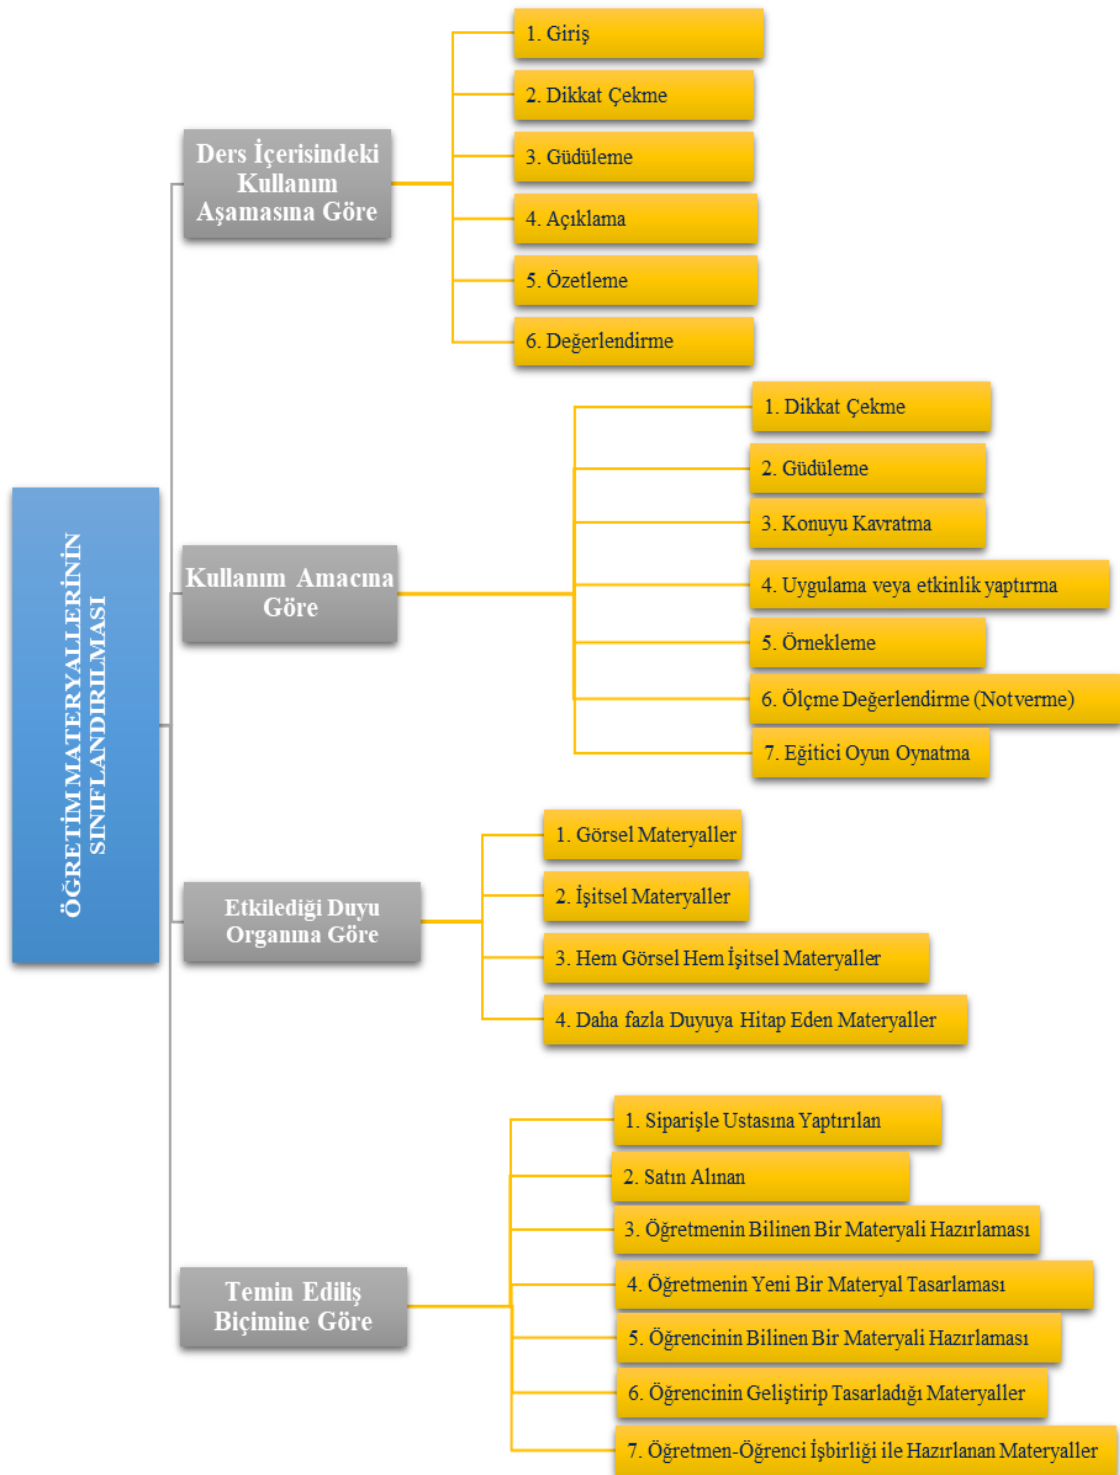 ÖĞRETİM MATERYALLERİNİN
SINIFLANDIRILMASI
Ders İçerisindeki
Kullanım
Aşamasına Göre
1. Giriş
2. Dikkat Çekme
3. Güdüleme
4. Açıklama
5. Özetleme
6. Değerlendirme
Kullanım Amacına
Göre
1. Dikkat Çekme
2. Güdüleme
3. Konuyu Kavratma
4. Uygulama veya etkinlik yaptırma
5. Örnekleme
6. Ölçme Değerlendirme (Notverme)
7. Eğitici Oyun Oynatma
Etkilediği Duyu
Organına Göre
1. Görsel Materyaller
2. İşitsel Materyaller
3. Hem Görsel Hem İşitsel Materyaller
4. Daha fazla Duyuya Hitap Eden Materyaller
Temin Ediliş
Biçimine Göre
1. Siparişle Ustasına Yaptırılan
2. Satın Alınan
3. Öğretmenin Bilinen Bir Materyali Hazırlaması
4. Öğretmenin Yeni Bir Materyal Tasarlaması
5. Öğrencinin Bilinen Bir Materyali Hazırlaması
6. Öğrencinin Geliştirip Tasarladığı Materyaller
7. Öğretmen-Öğrenci İşbirliği ile Hazırlanan Materyaller